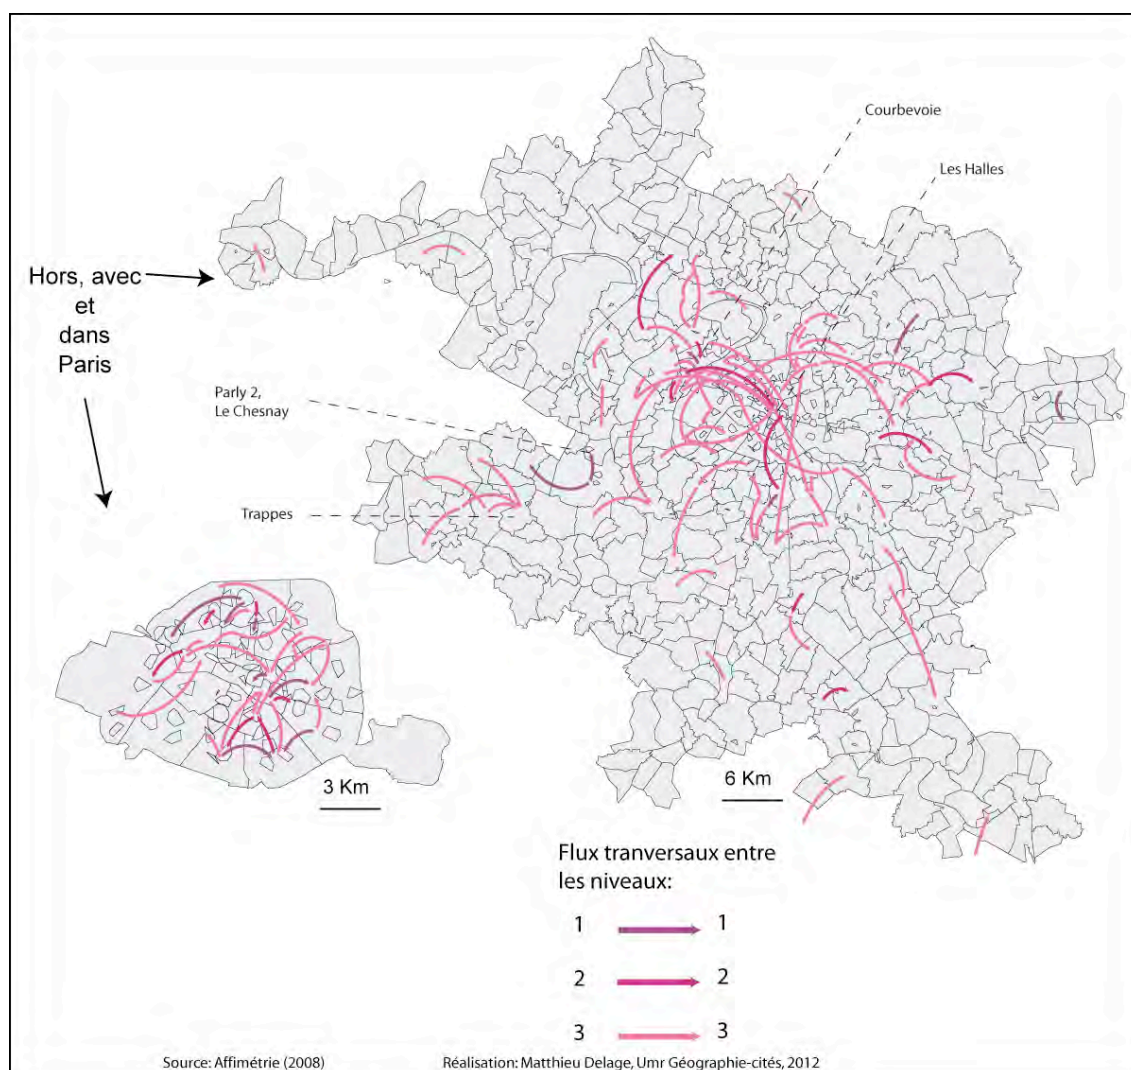 Courbevoie
Les Halles
Hors, avec
et
dans
Paris
Parly 2,
Le Chesnay
Trappes
3 Km
6 Km
Flux tranversaux entre
les niveaux:
1 1
2 2
3 3
Source: Affimétrie (2008) Réalisation: Matthieu Delage, Umr Géographie-cités, 2012